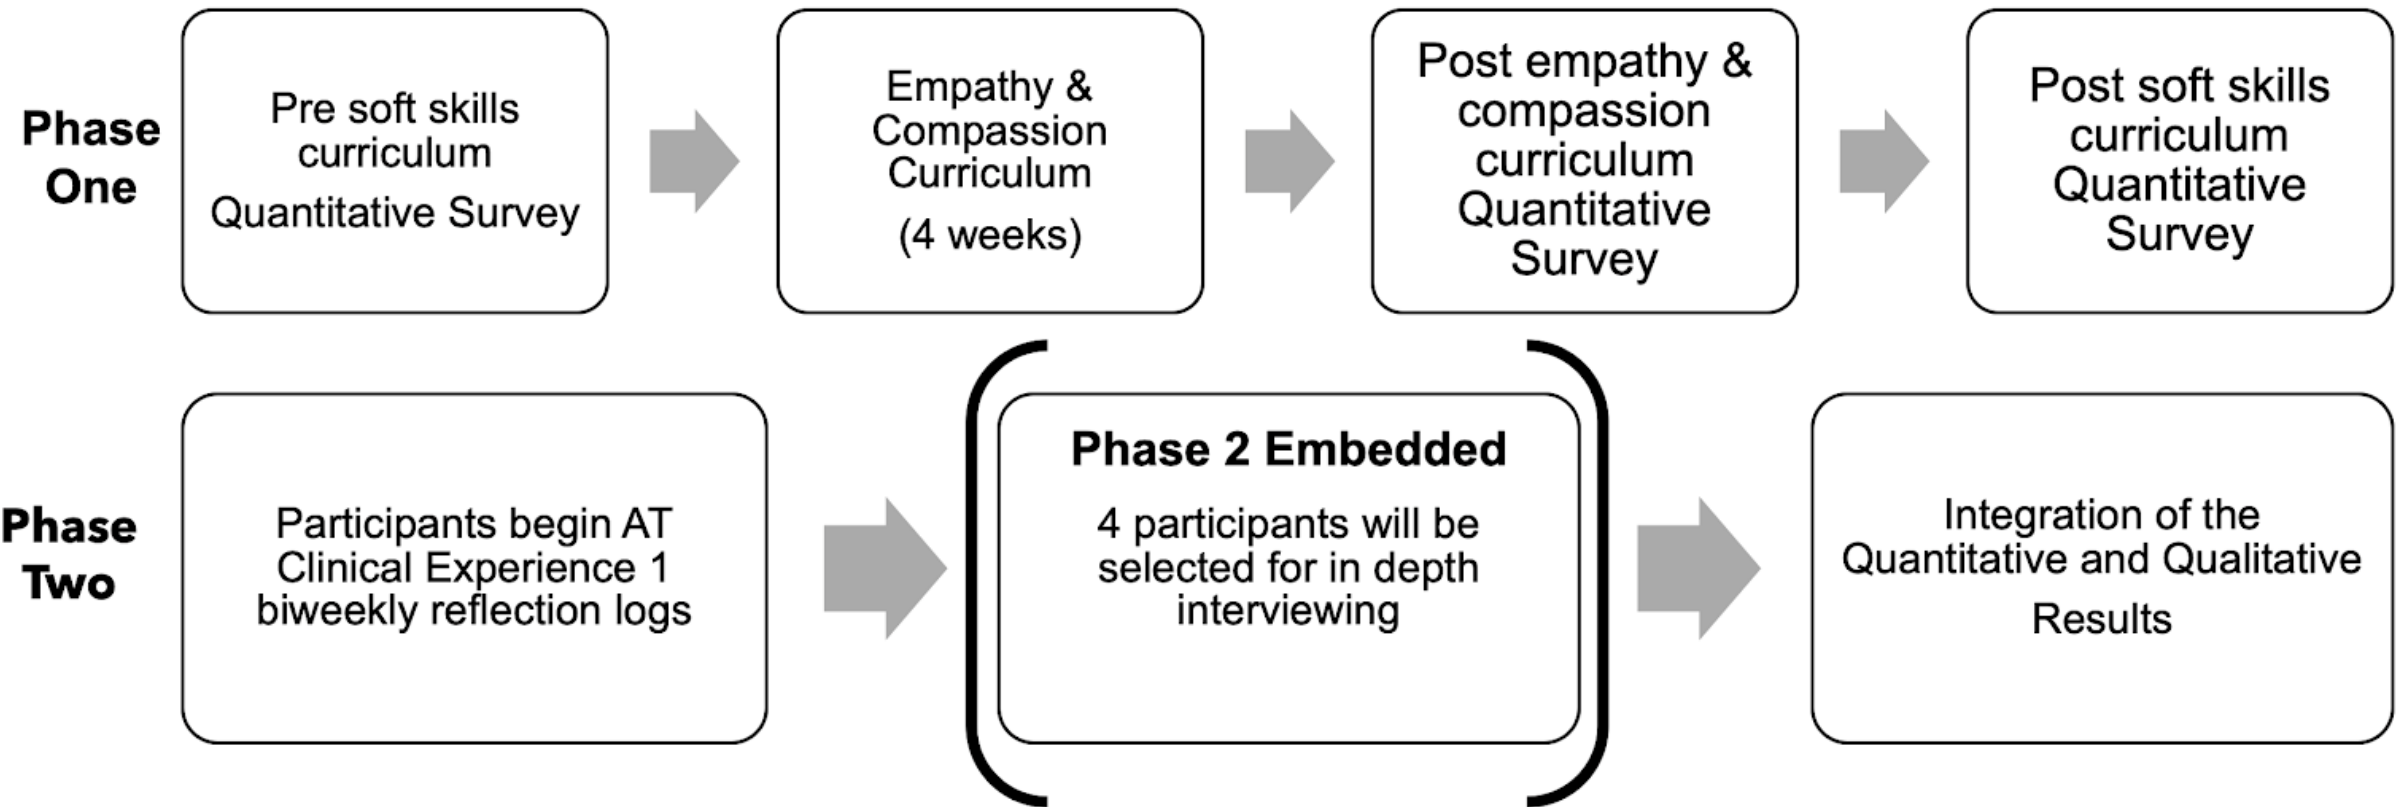 Phase
One
Pre soft skills
curriculum
Quantitative Survey
Empathy &
Compassion
Curriculum
(4 weeks)
Post empathy &
compassion
curriculum
Quantitative
Survey
Post soft skills
curriculum
Quantitative
Survey
Phase
Two
Participants begin AT
Clinical Experience 1
biweekly reflection logs
Phase 2 Embedded
4 participants will be
selected for in depth
interviewing
Integration of the
Quantitative and Qualitative
Results